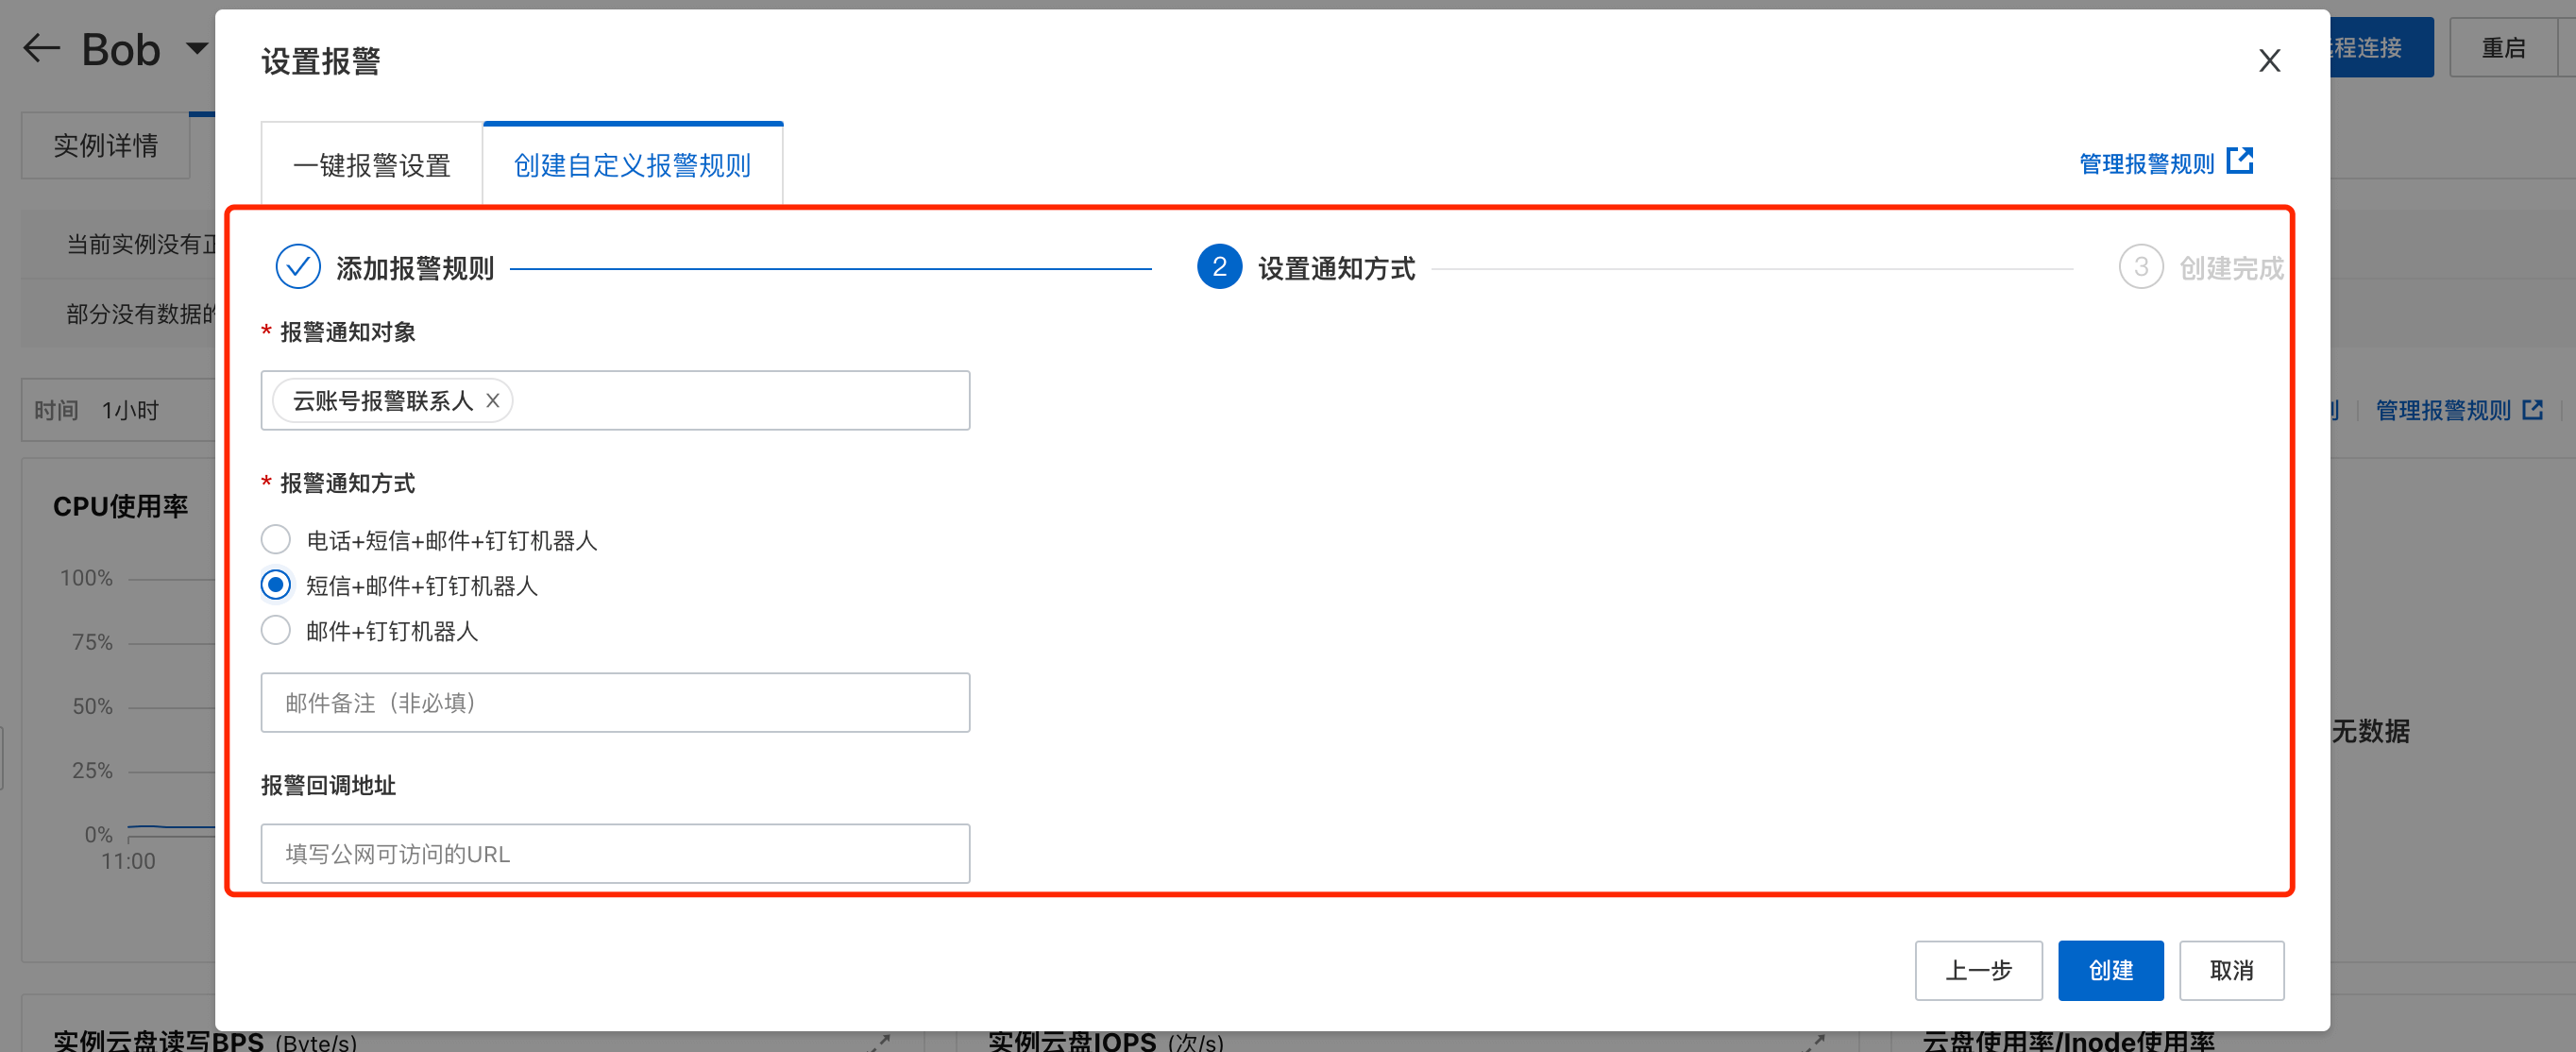 Bob
程连接
重启
设置报警
X
实例详情
一键报警设置
创建自定义报警规则
管理报警规则
当前实例没有正
添加报警规则
2
设置通知方式
3
创建完成
部分没有数据的
* 报警通知对象
时间 1小时
云账号报警联系人 X
管理报警规则
* 报警通知方式
CPU使用率
电话+短信+邮件+钉钉机器人
100%
短信+邮件+钉钉机器人
75%
邮件+钉钉机器人
50%
邮件备注（非必填）
无数据
25%
报警回调地址
0%
11:00
填写公网可访问的URL
上一步
创建
取消
实例云盘读写BPS (Byte/s)
实例云盘IOPS (次/s)
云盘使用率/Inode使用率